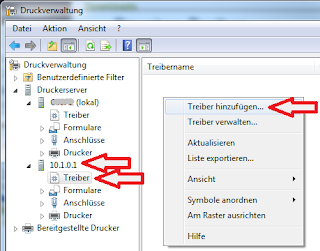 Druckverwaltung
Datei Aktion Ansicht ?
Druckverwaltung
Benutzerdefinierte Filter
Druckerserver
(lokal)
Treiber
Formulare
Anschlüsse
Drucker
10.1.0.1
Treiber
Formulare
Anschlüsse
Drucker
Bereitgestellte Drucker
Treibername
Treiber hinzufügen...
Treiber verwalten...
Aktualisieren
Liste exportieren...
Ansicht
Symbole anordnen
Am Raster ausrichten
Hilfe